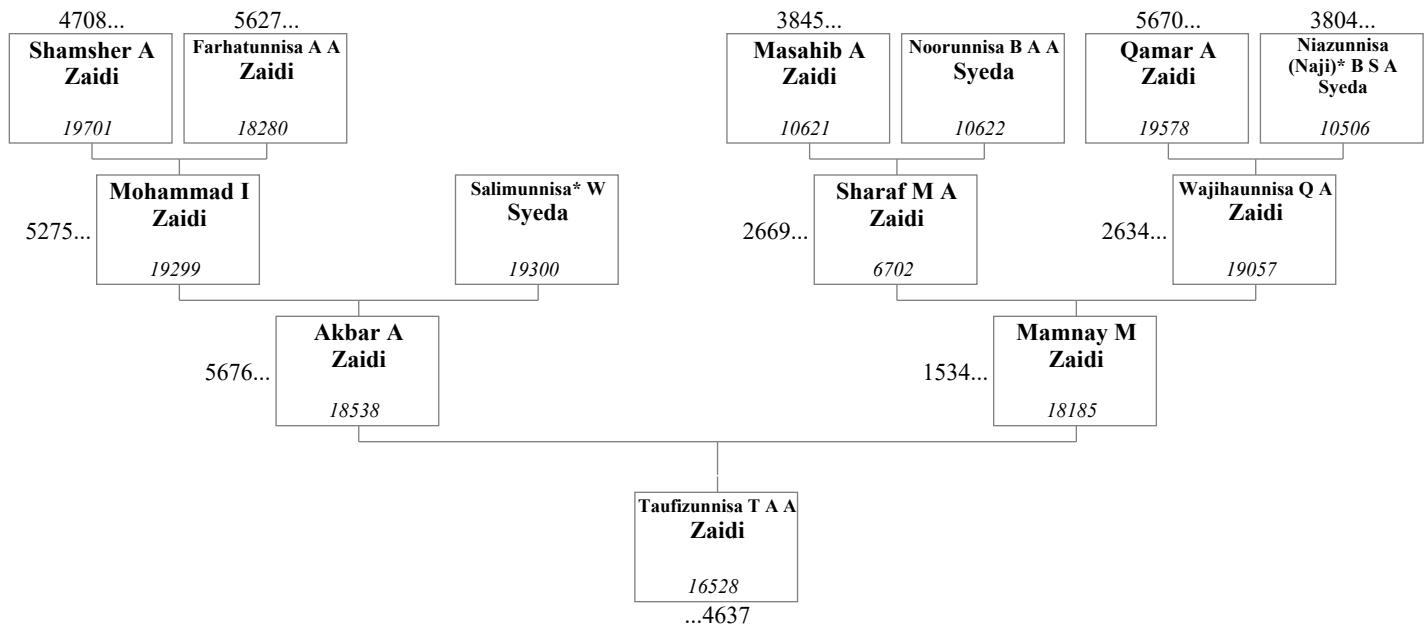 4708...
5627...
3845...
5670...
3804...
Shamsher A
Zaidi
19701
Farhatunnisa A A
Zaidi
18280
Masahib A
Zaidi
10621
Noorunnisa B A A
Syeda
10622
Qamar A
Zaidi
19578
Niazunnisa
(Naji)* B S A
Syeda
10506
5275...
Mohammad I
Zaidi
19299
Salimunnisa* W
Syeda
19300
2669...
Sharaf M A
Zaidi
6702
2634...
Wajihaunnisa Q A
Zaidi
19057
5676...
Akbar A
Zaidi
18538
1534...
Mamnay M
Zaidi
18185
Taufizunnisa T A A
Zaidi
16528
...4637